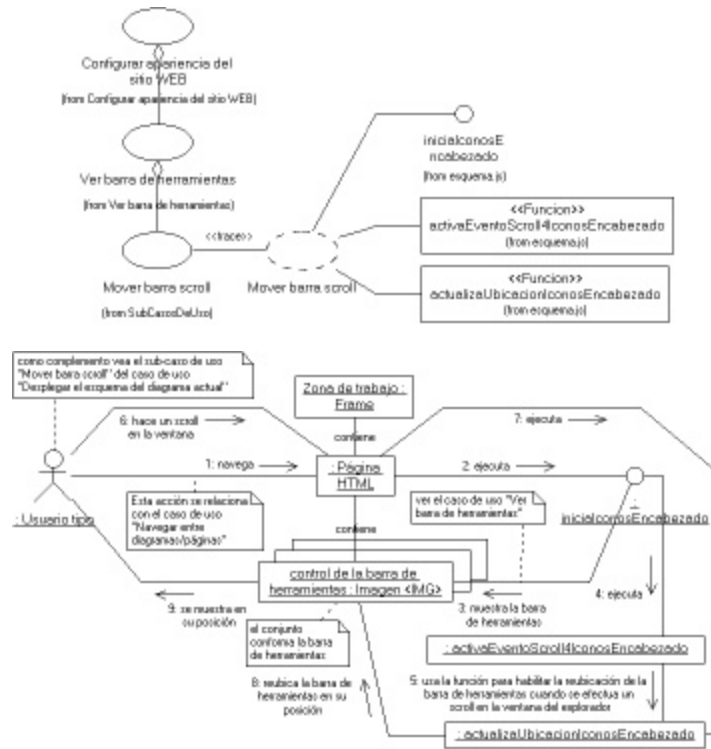 Configurar apariencia del
sitio WEB
(from Configurar apariencia del sitio WEB)
Ver barra de herramientas
(from Ver barra de herramientas)
<<trace>>
Mover barra scroll
(from SubCasosDeUso)
Mover barra scroll
iniciaIconosE
ncabezado
(from esquema.js)
<<Funcion>>
activaEventoScroll4IconosEncabezado
(from esquema.js)
<<Funcion>>
actualizaUbicacionIconosEncabezado
(from esquema.js)
como complemento vea el sub-caso de uso
"Mover barra scroll" del caso de uso
"Desplegar el esquema del diagrama actual"
Zona de trabajo :
Frame
contiene
6: hace un scroll
en la ventana
7: ejecuta
1: navega
: Página
HTML
2: ejecuta
: Usuario tipo
Esta acción se relaciona
con el caso de uso
"Navegar entre
diagramas/páginas"
ver el caso de uso "Ver
barra de herramientas"
:
iniciaIconosEncabezado
contiene
control de la barra de
herramientas : Imagen <IMG>
9: se muestra en
su posición
3: muestra la barra
de herramientas
4: ejecuta
el conjunto
conforma la barra
de herramientas
: activaEventoScroll4IconosEncabezado
8: reubica la barra de
herramientas en su
posición
5: usa la función para habilitar la reubicación de la
barra de herramientas cuando se efectua un
scroll en la ventana del explorador
: actualizaUbicacionIconosEncabezado